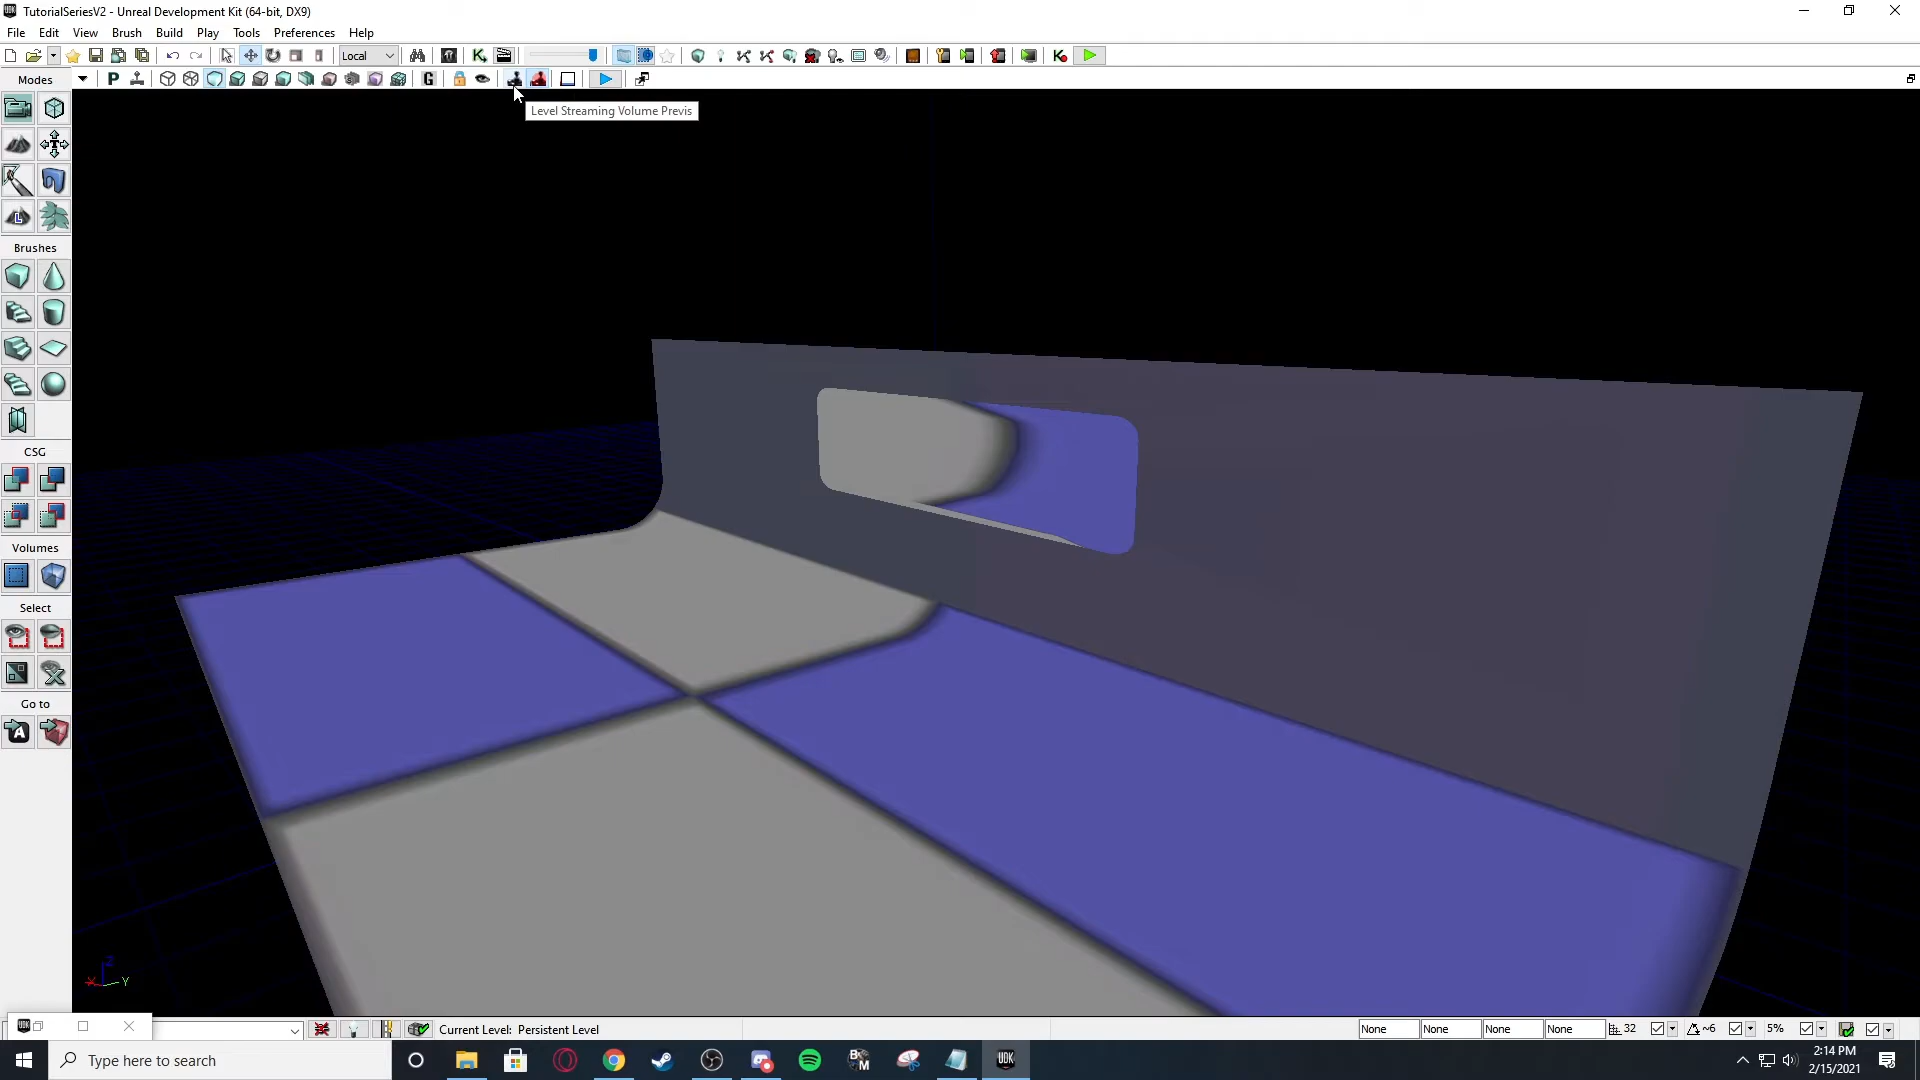 TutorialSeriesV2 - Unreal Development Kit (64-bit, DX9)
File Edit View Brush Build Play Tools Preferences Help
Local
Modes P G
Level Streaming Volume Previs
Brushes
CSG
Volumes
Select
Go to
A
Z
X Y
Current Level: Persistent Level None None None None 32 ~6 5%
Type here to search
UDK
2:14 PM
2/15/2021